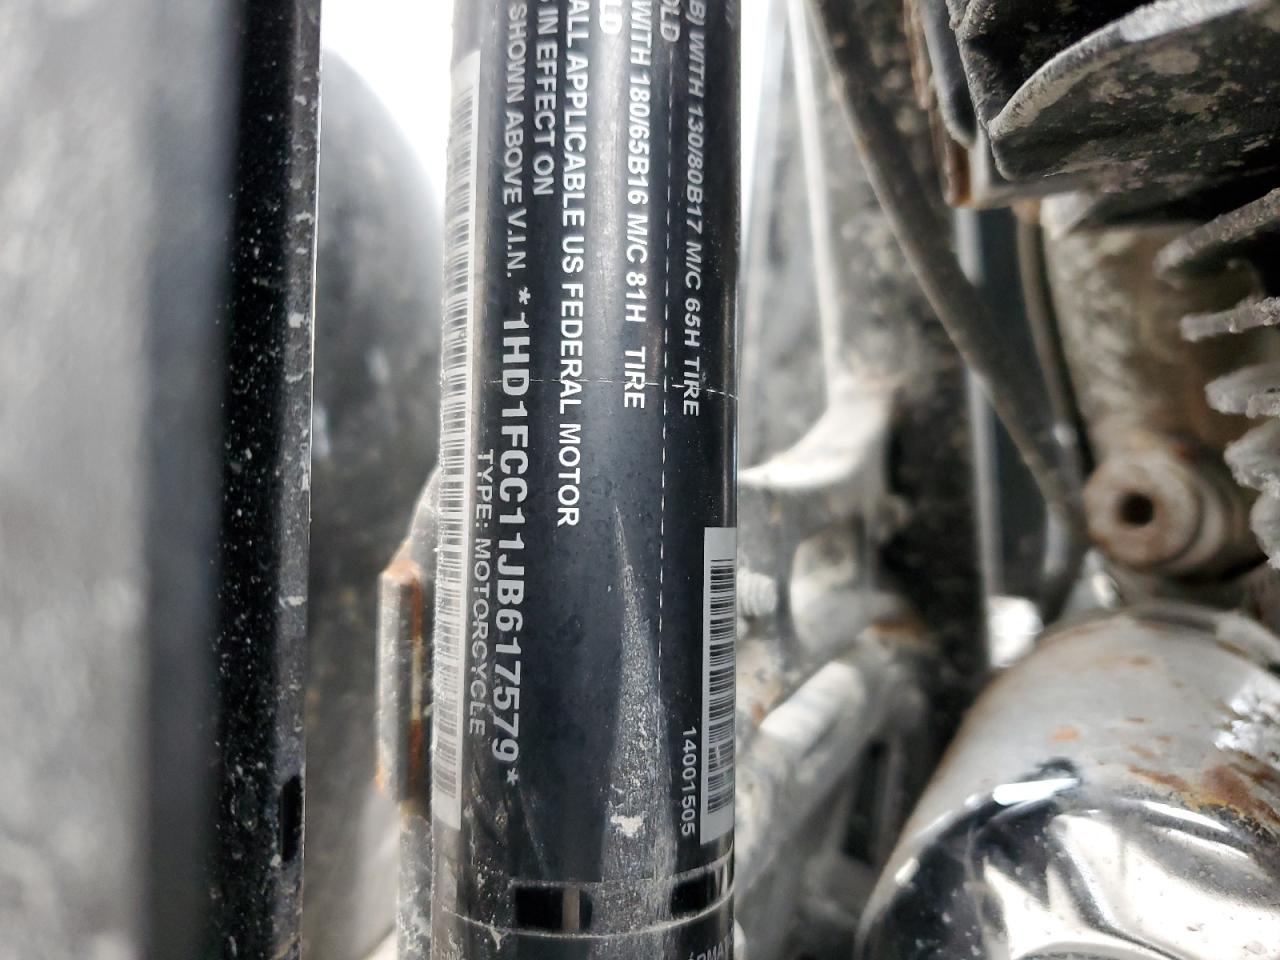 B) WITH 130/80B17 M/C 65H TIRE
OLD
WITH 180/65B16 M/C 81H TIRE
LD
ALL APPLICABLE US FEDERAL MOTOR
IN EFFECT ON
SHOWN ABOVE V.I.N. *1HD1FCC11JB617579*
TYPE: MOTORCYCLE
14001505